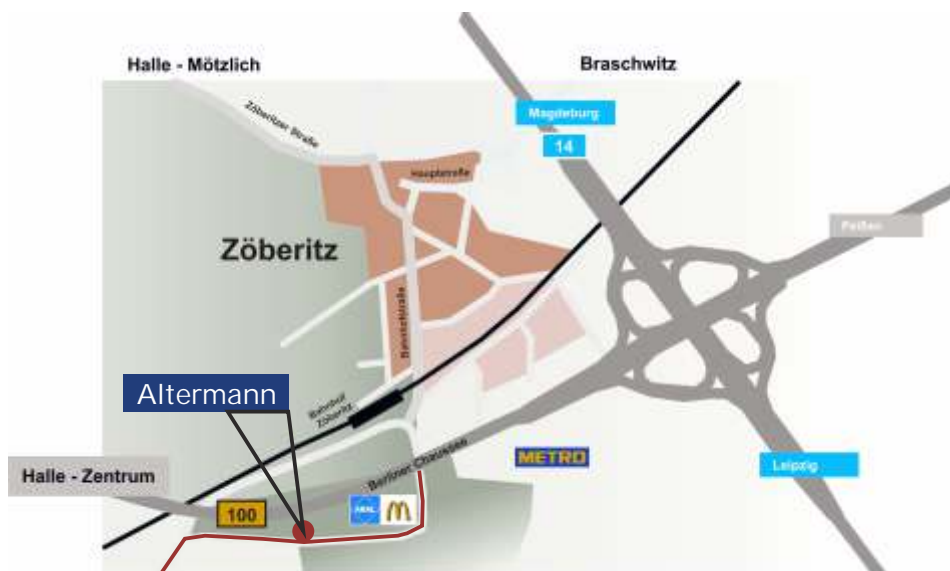 Halle - Mötzlich
Braschwitz
Zöberitzer Straße
Magdeburg
14
Hauptstraße
Peißen
Zöberitz
Bahnhofstraße
Altermann
Bahnhof
Zöberitz
METRO
Berliner Chaussee
Leipzig
Halle - Zentrum
100
ARAL